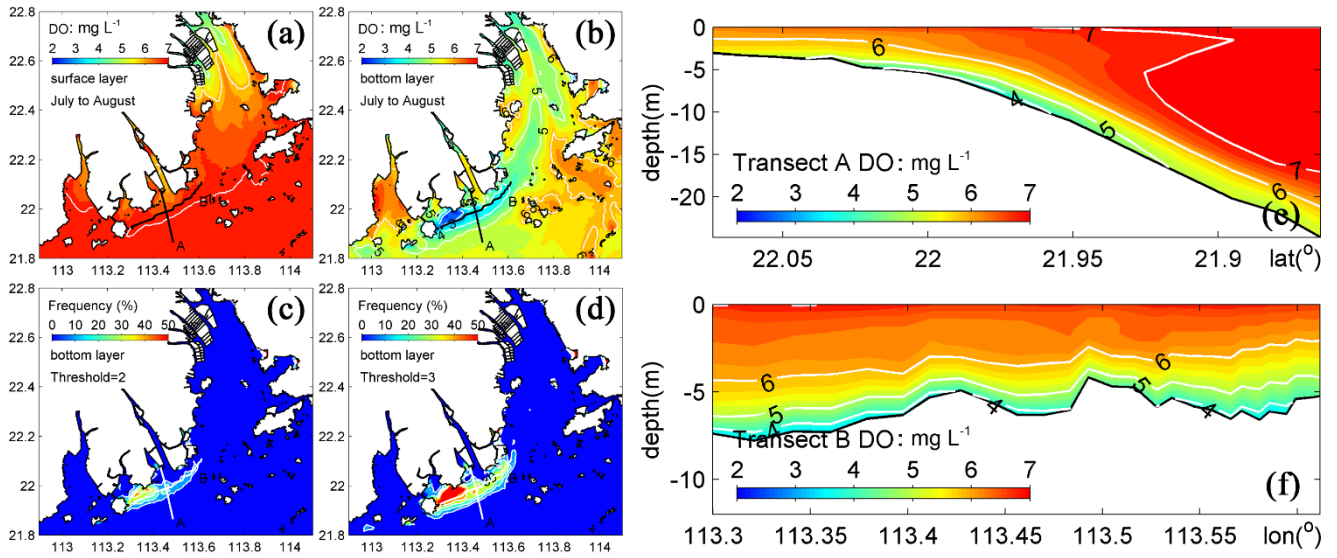 22.8
22.6
22.4
22.2
22
21.8
DO: mg L-1
2 3 4 5 6 7
surface layer
July to August
(a)
B
A
113 113.2 113.4 113.6 113.8 114
22.8
22.6
22.4
22.2
22
21.8
DO: mg L-1
2 3 4 5 6 7
bottom layer
July to August
(b)
6
5
5
6
5
6
5
4
3
B
A
113 113.2 113.4 113.6 113.8 114
22.8
22.6
22.4
22.2
22
21.8
Frequency (%)
0 10 20 30 40 50
bottom layer
Threshold=2
(c)
B
A
113 113.2 113.4 113.6 113.8 114
22.8
22.6
22.4
22.2
22
21.8
Frequency (%)
0 10 20 30 40 50
bottom layer
Threshold=3
(d)
B
A
113 113.2 113.4 113.6 113.8 114
0
-5
-10
-15
-20
depth(m)
6
7
4
5
7
6
Transect A DO: mg L-1
2 3 4 5 6 7
(e)
22.05 22 21.95 21.9 lat(o)
0
-5
-10
depth(m)
6
5
4
4
6
5
4
Transect B DO: mg L-1
2 3 4 5 6 7
(f)
113.3 113.35 113.4 113.45 113.5 113.55 lon(o)